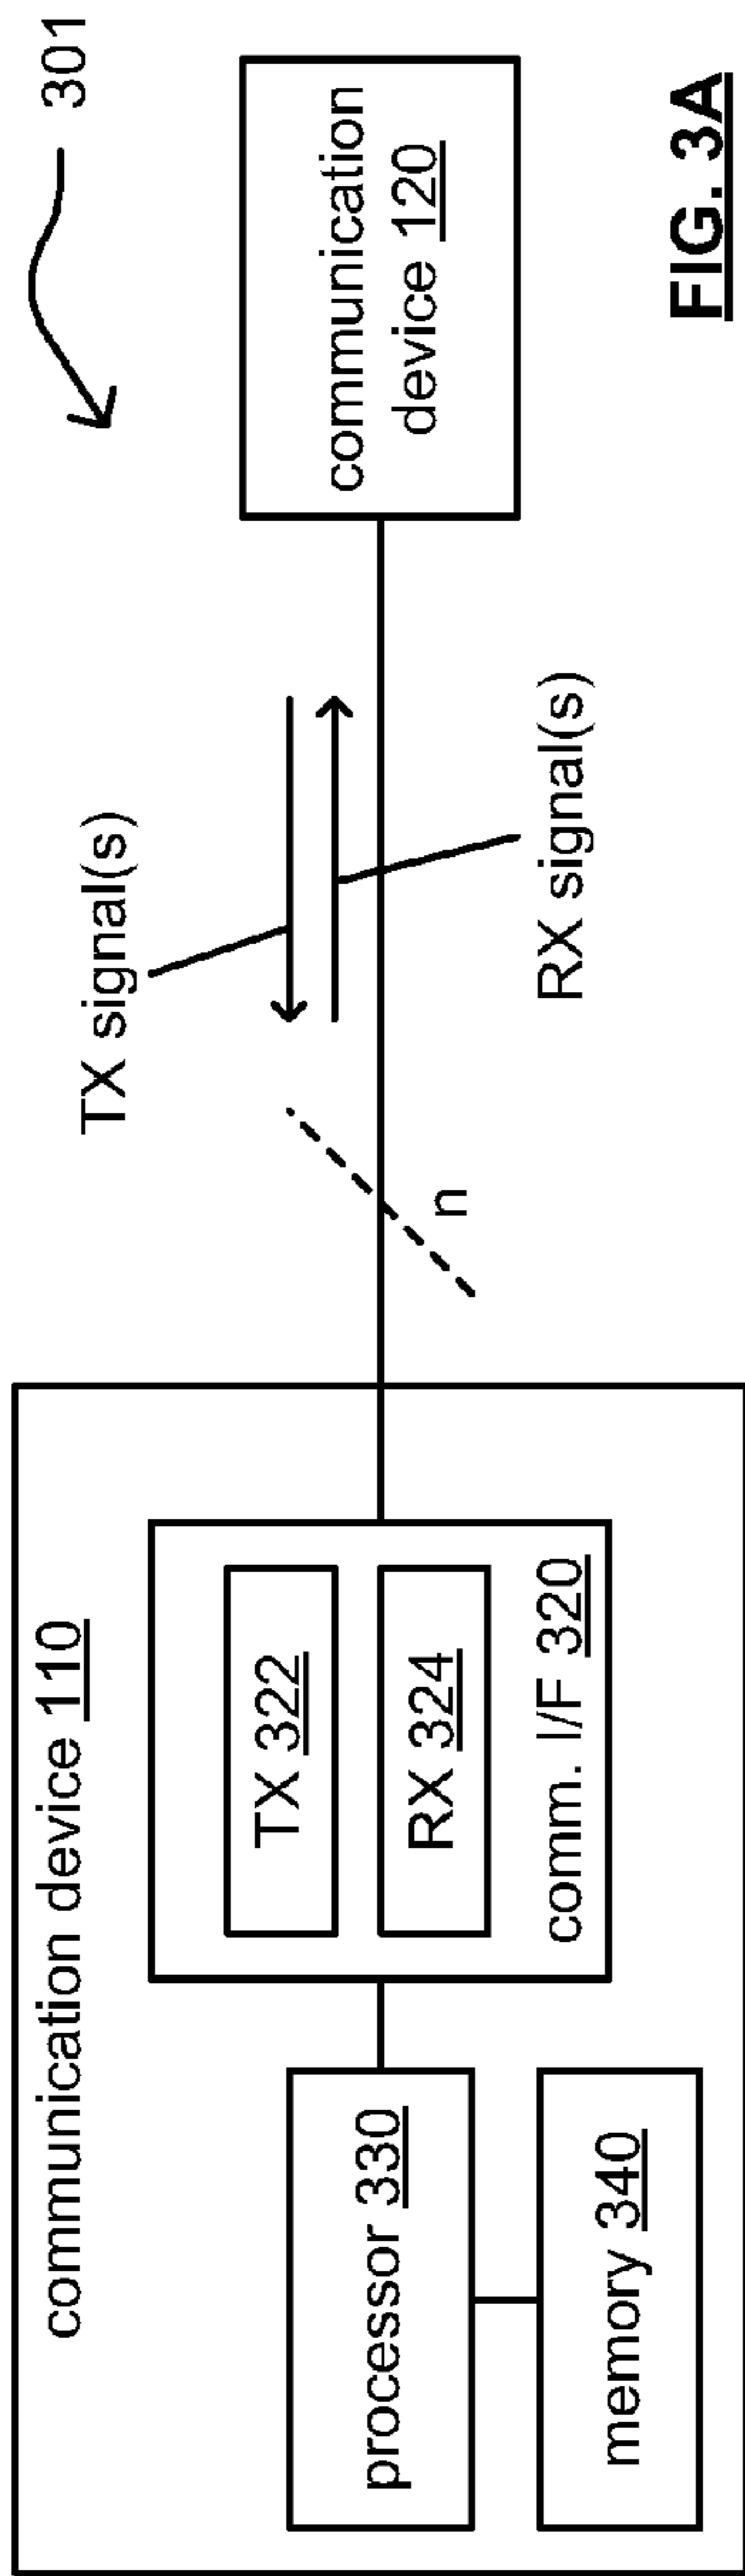 301
communication device 110
TX signal(s)
communication
device 120
TX 322
RX 324
comm. I/F 320
processor 330
memory 340
n
RX signal(s)
FIG. 3A